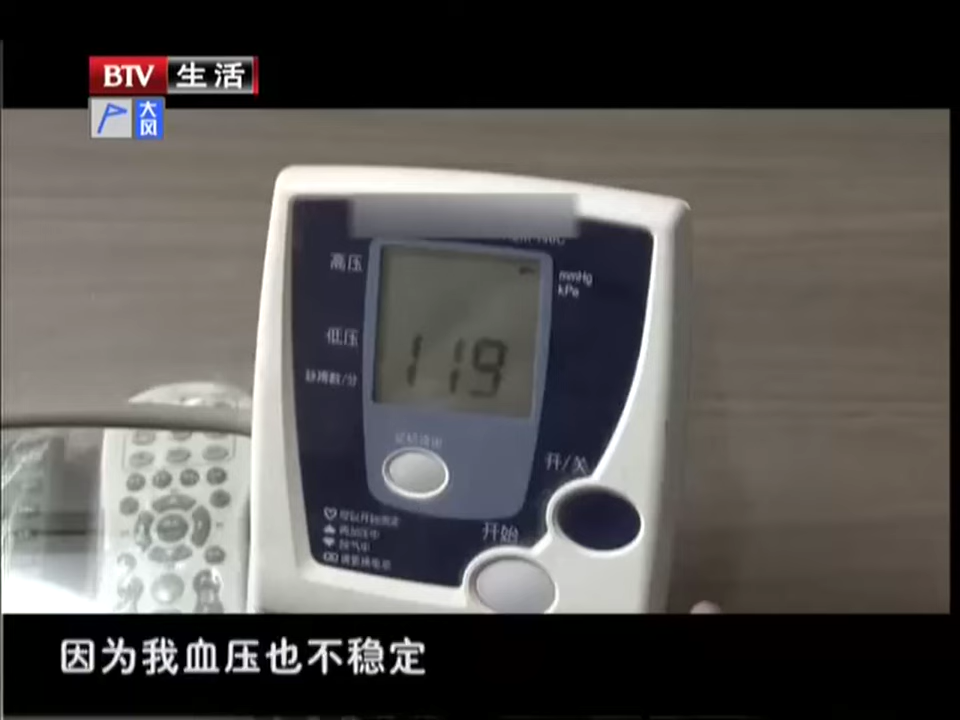 BTV 生活
大风
高压
mmHg
kPa
低压
脉搏数/分
119
开/关
开始
因为我血压也不稳定